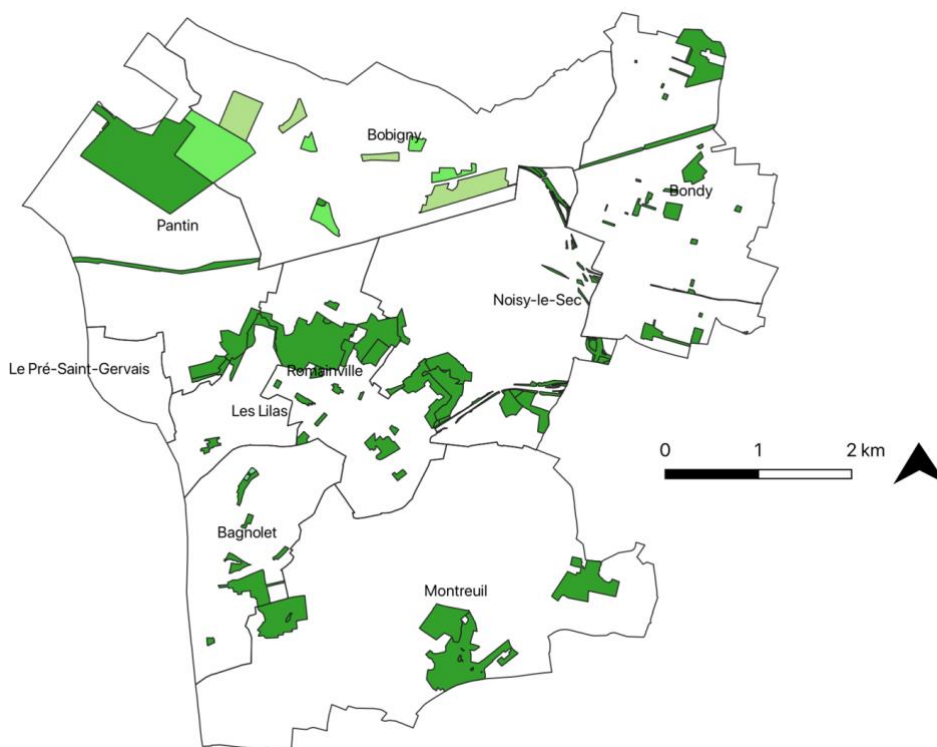 Bobigny
Bondy
Pantin
Noisy-le-Sec
Le Pré-Saint-Gervais
Romainville
Les Lilas
0 1 2 km
Bagnolet
Montreuil